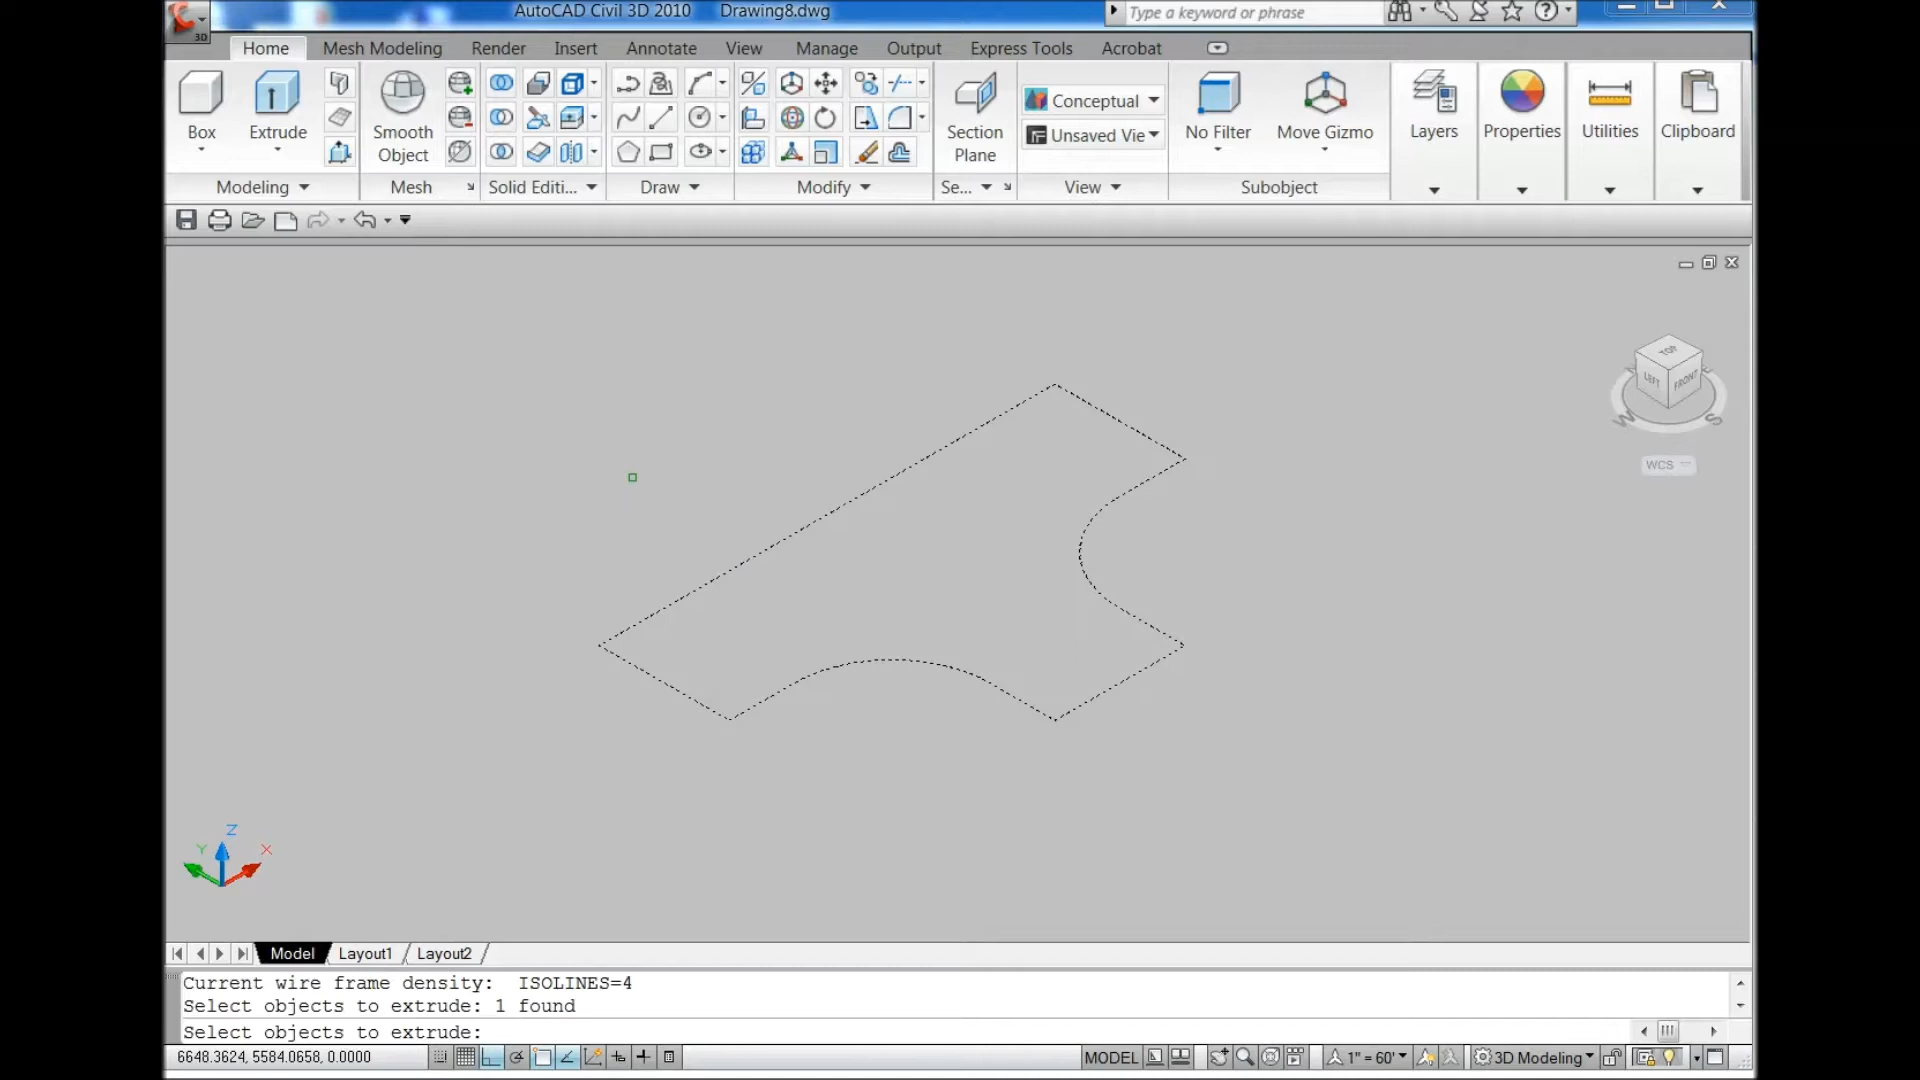 AutoCAD Civil 3D 2010 Drawing8.dwg
Type a keyword or phrase
3D
Home Mesh Modeling Render Insert Annotate View Manage Output Express Tools Acrobat
Box
Extrude
Smooth Object
Section Plane
Conceptual
Unsaved Vie
No Filter
Move Gizmo
Layers
Properties
Utilities
Clipboard
Modeling
Mesh
Solid Editi...
Draw
Modify
Se...
View
Subobject
TOP
LEFT
FRONT
W
S
WCS
Z
Y
X
Model Layout1 Layout2
Current wire frame density: ISOLINES=4
Select objects to extrude: 1 found
Select objects to extrude:
6648.3624, 5584.0658, 0.0000
MODEL
1" = 60'
3D Modeling